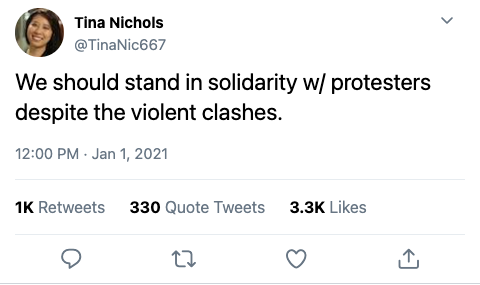 Tina Nichols
@TinaNic667
We should stand in solidarity w/ protesters
despite the violent clashes.
12:00 PM · Jan 1, 2021
1K Retweets 330 Quote Tweets 3.3K Likes